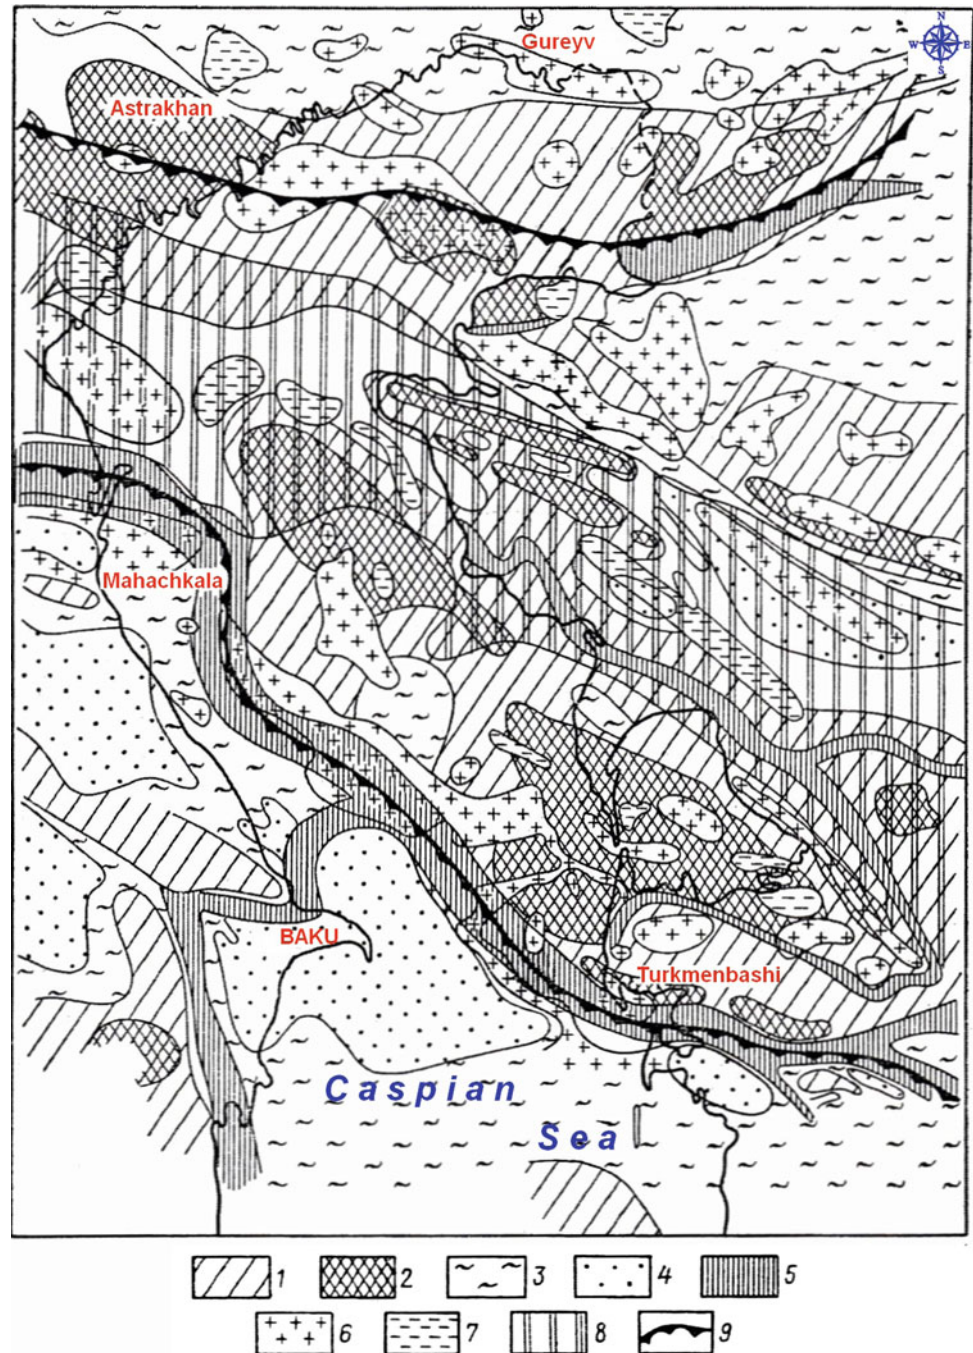 N
W E
S
Gureyv
Astrakhan
Mahachkala
BAKU
Turkmenbashi
Caspian
Sea
1 2 3 4 5
6 7 8 9